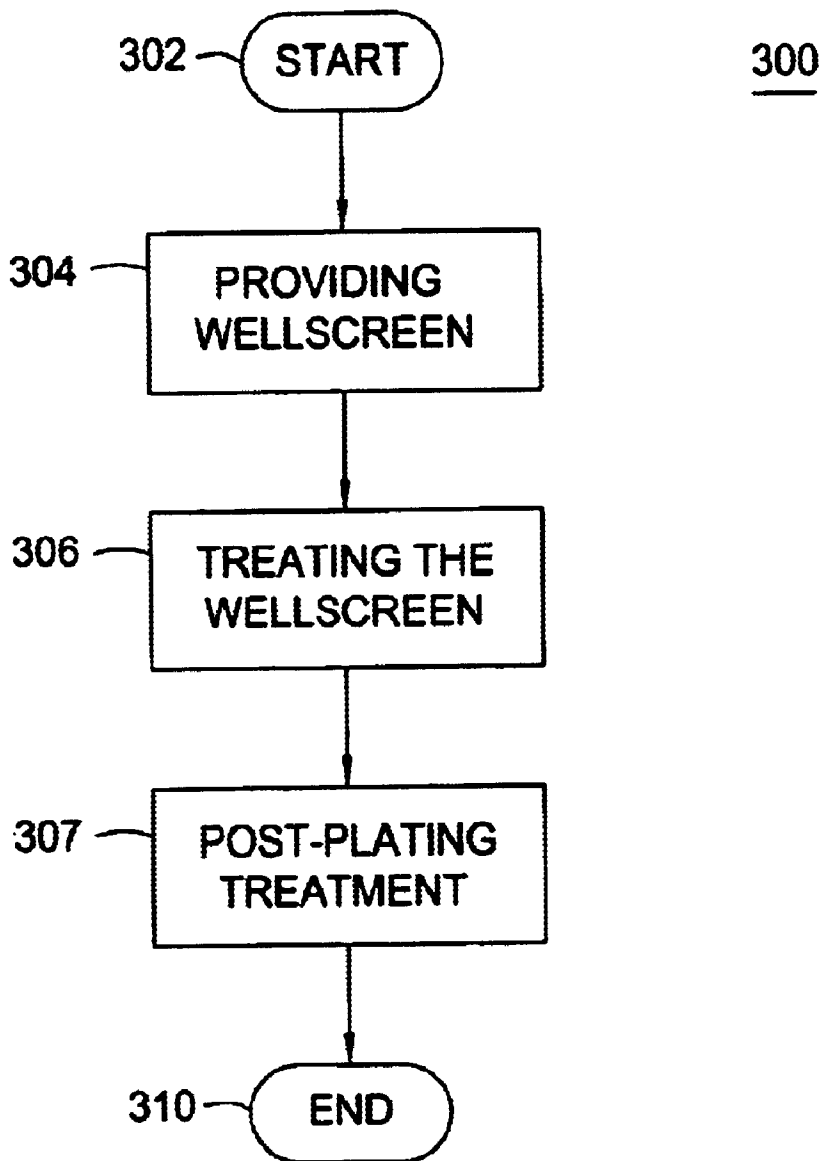 302 START 300
304 PROVIDING
WELLSCREEN
306 TREATING THE
WELLSCREEN
307 POST-PLATING
TREATMENT
310 END